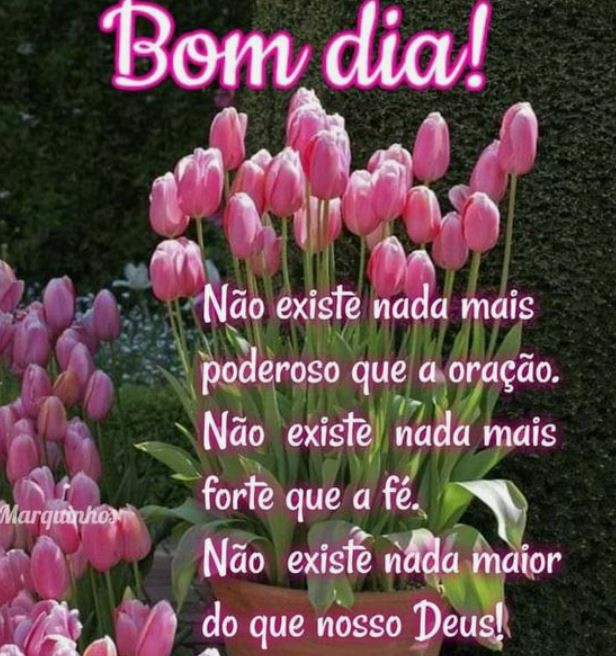 Bom dia!
Não existe nada mais
poderoso que a oração.
Não existe nada mais
forte que a fé.
Marquinhos
Não existe nada maior
do que nosso Deus!